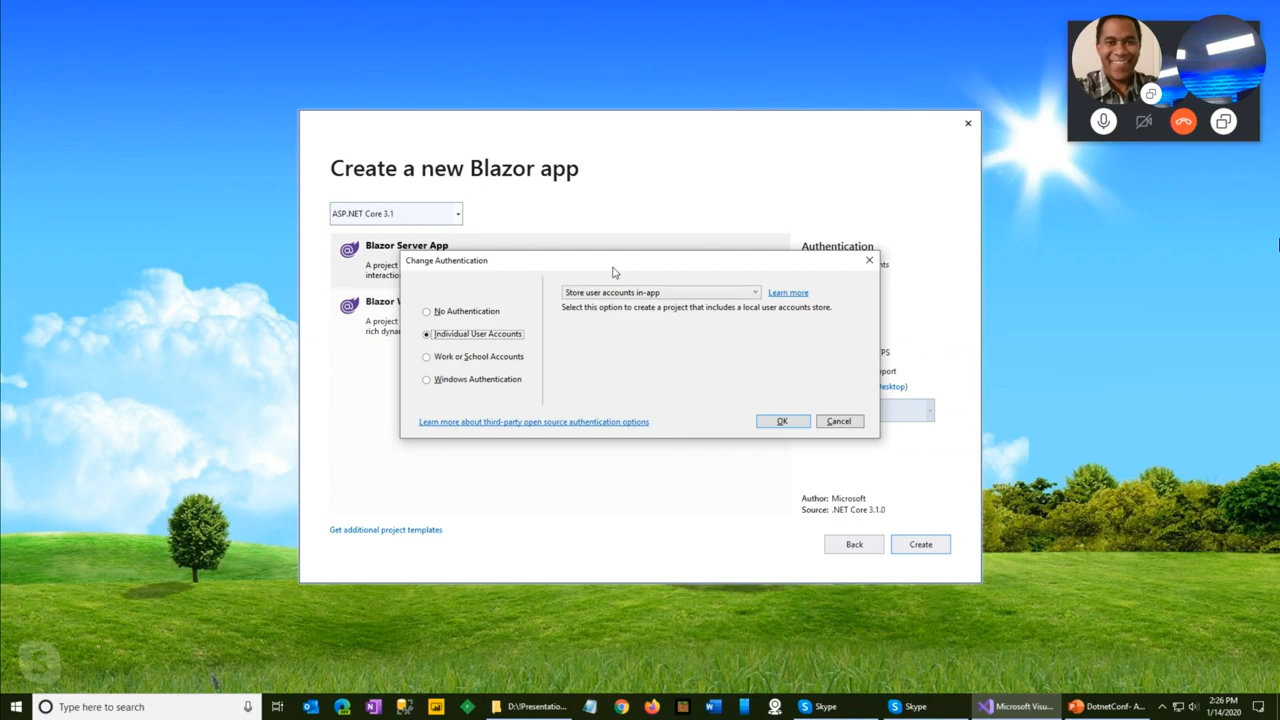 Create a new Blazor app
ASP.NET Core 3.1
Blazor Server App
A project
interaction
Blazor
A project
rich dyna
Authentication
nts
PS
pport
esktop)
Change Authentication
No Authentication
Individual User Accounts
Work or School Accounts
Windows Authentication
Store user accounts in-app
Learn more
Select this option to create a project that includes a local user accounts store.
Learn more about third-party open source authentication options
OK
Cancel
Author: Microsoft
Source: .NET Core 3.1.0
Get additional project templates
Back
Create
Type here to search
D:\Presentatio...
Skype
Skype
Microsoft Visu...
DotnetConf- A...
2:26 PM
1/14/2020